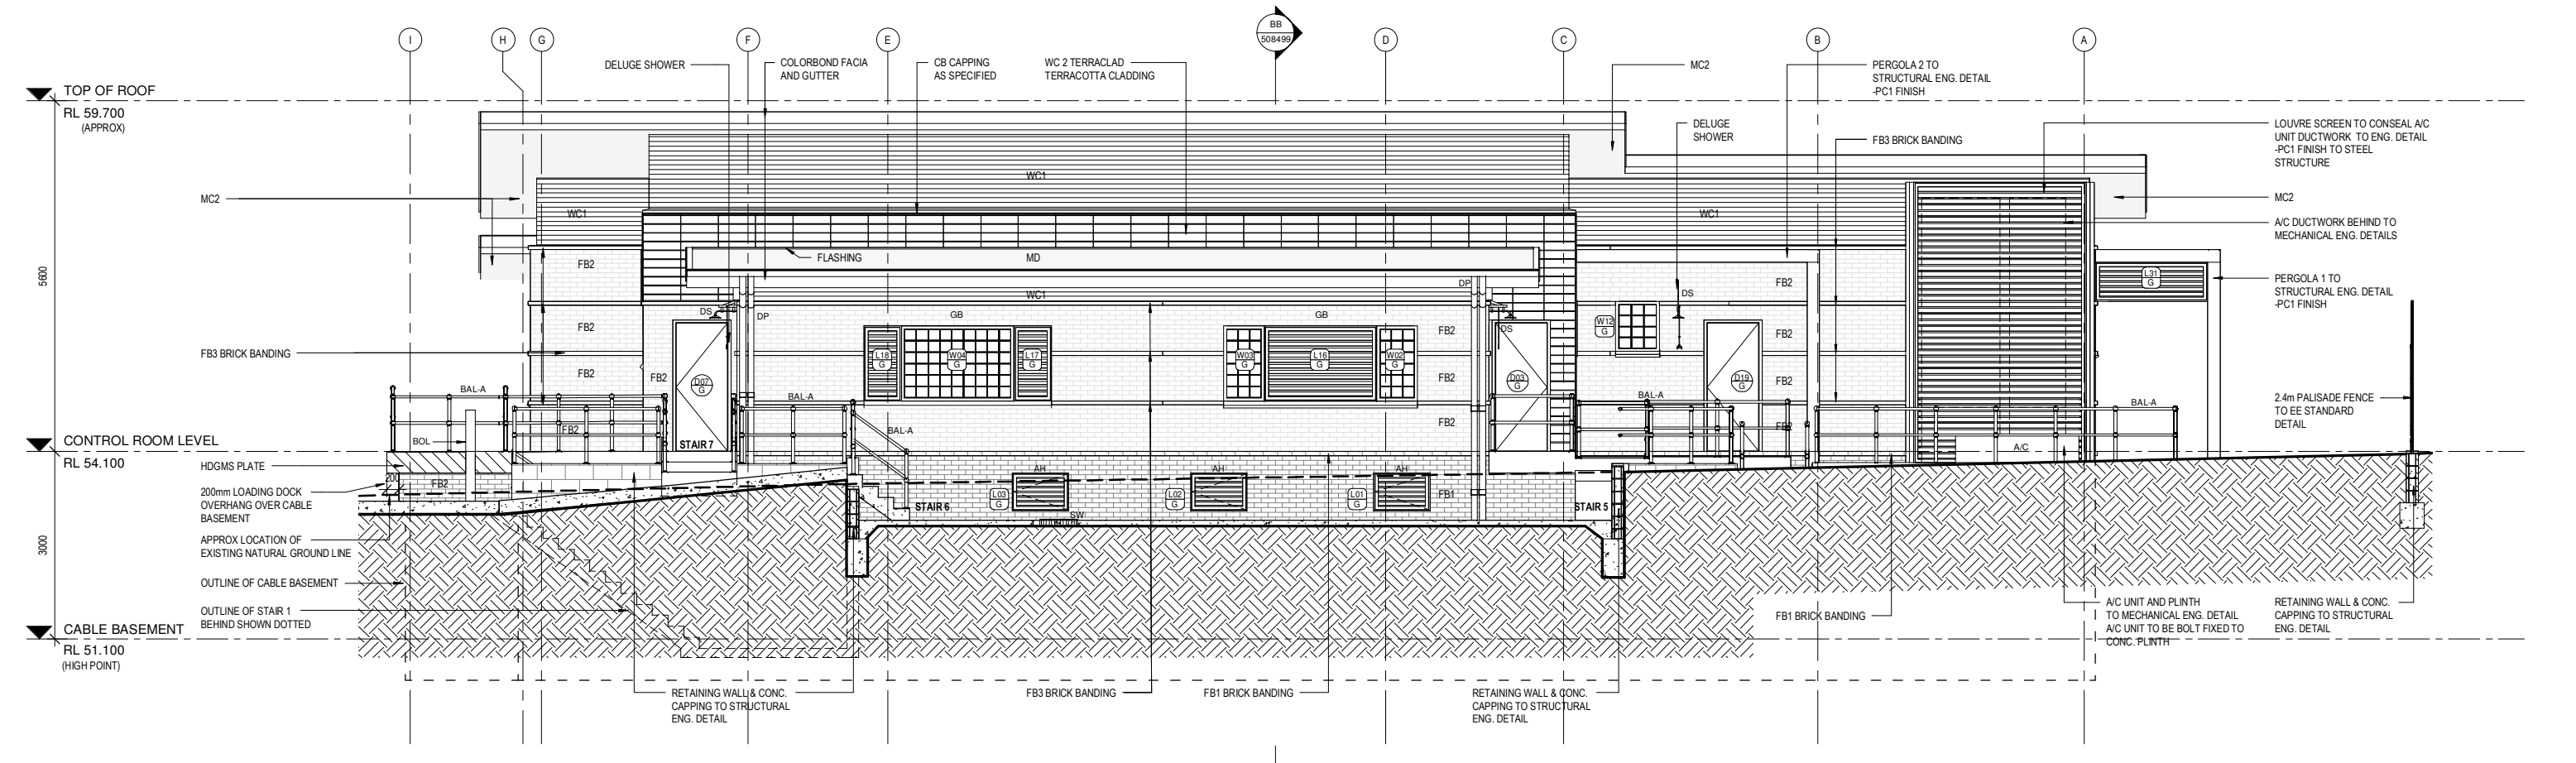 I
H
G
F
E
BB
508499
D
C
B
A
DELUGE SHOWER
COLORBOND FACIA
AND GUTTER
CB CAPPING
AS SPECIFIED
WC 2 TERRACLAD
TERRACOTTA CLADDING
MC2
PERGOLA 2 TO
STRUCTURAL ENG. DETAIL
-PC1 FINISH
TOP OF ROOF
RL 59.700
(APPROX)
DELUGE
SHOWER
FB3 BRICK BANDING
LOUVRE SCREEN TO CONSEAL A/C
UNIT DUCTWORK TO ENG. DETAIL
-PC1 FINISH TO STEEL
STRUCTURE
MC2
WC1
WC1
WC1
MC2
A/C DUCTWORK BEHIND TO
MECHANICAL ENG. DETAILS
5600
FB2
FLASHING
MD
FB2
L31
G
PERGOLA 1 TO
STRUCTURAL ENG. DETAIL
-PC1 FINISH
DP
WC1
DS
DS
DP
GB
GB
DS
FB2
FB2
W12
G
FB2
FB3 BRICK BANDING
L18
G
W04
G
L17
G
W03
G
L16
G
W02
G
FB2
FB2
D07
G
FB2
D03
G
D19
G
FB2
BAL-A
BAL-A
BAL-A
BAL-A
2.4m PALISADE FENCE
TO EE STANDARD
DETAIL
FB2
BAL-A
FB2
FB2
BOL
STAIR 7
CONTROL ROOM LEVEL
RL 54.100
A/C
HDGMS PLATE
200
FB2
AH
AH
AH
200mm LOADING DOCK
OVERHANG OVER CABLE
BASEMENT
L03
G
L02
G
L01
G
FB1
STAIR 6
STAIR 5
SW
APPROX LOCATION OF
EXISTING NATURAL GROUND LINE
3000
OUTLINE OF CABLE BASEMENT
OUTLINE OF STAIR 1
BEHIND SHOWN DOTTED
FB1 BRICK BANDING
A/C UNIT AND PLINTH
TO MECHANICAL ENG. DETAIL
A/C UNIT TO BE BOLT FIXED TO
CONC. PLINTH
RETAINING WALL & CONC.
CAPPING TO STRUCTURAL
ENG. DETAIL
CABLE BASEMENT
RL 51.100
(HIGH POINT)
RETAINING WALL & CONC.
CAPPING TO STRUCTURAL
ENG. DETAIL
FB3 BRICK BANDING
FB1 BRICK BANDING
RETAINING WALL & CONC.
CAPPING TO STRUCTURAL
ENG. DETAIL